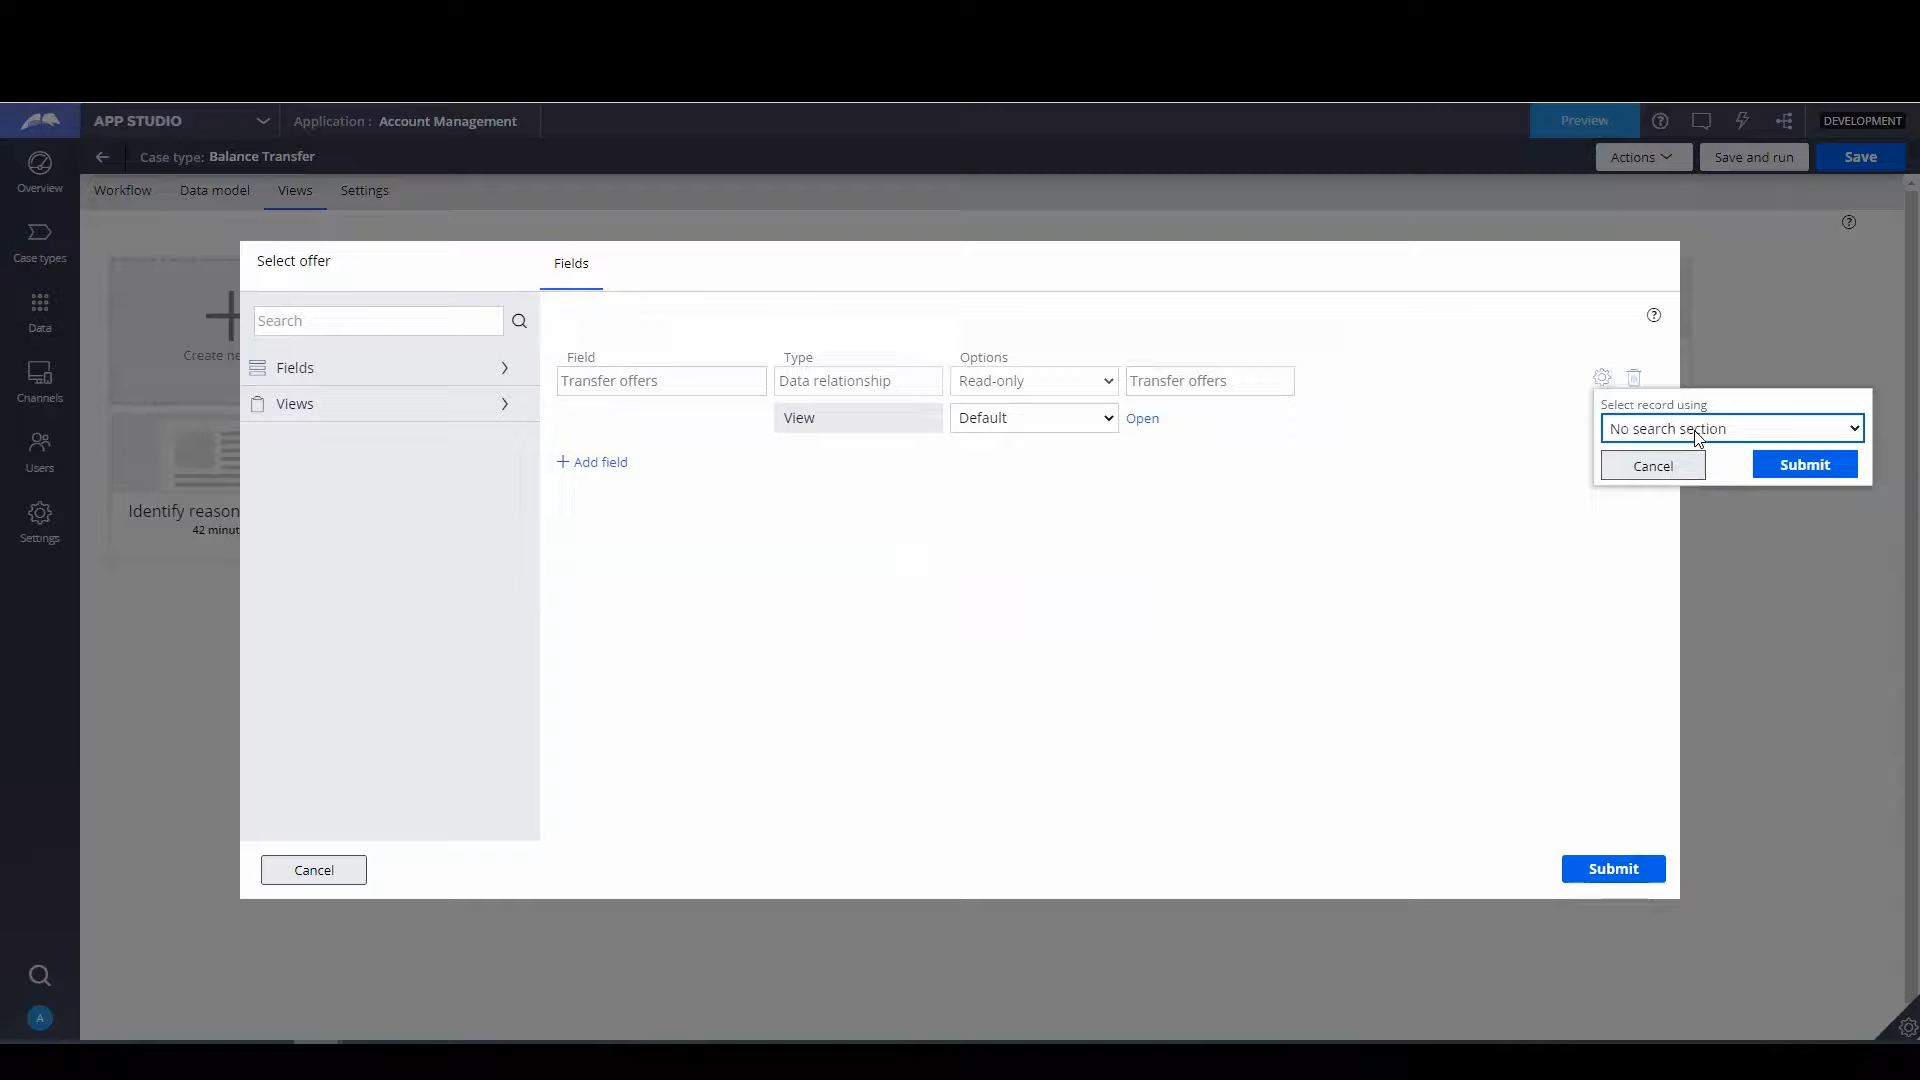 APP STUDIO
Application : Account Management
Preview
DEVELOPMENT
Case type: Balance Transfer
Actions
Save and run
Save
Overview
Workflow
Data model
Views
Settings
Case types
Data
Channels
Users
Settings
A
Create ne
Identify reason
42 minut
Select offer
Fields
Search
Fields
Views
Field
Type
Options
Transfer offers
Data relationship
Read-only
Transfer offers
View
Default
Open
+ Add field
Select record using
No search section
Cancel
Submit
Cancel
Submit